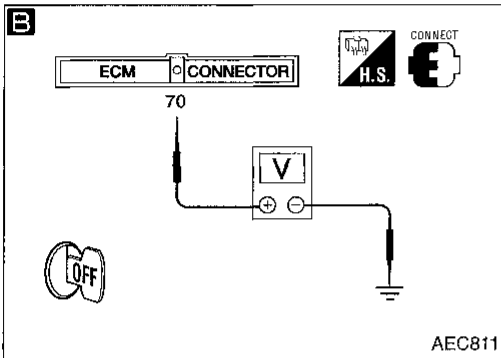 B
CONNECT
H.S.
ECM CONNECTOR
70
V
OFF
AEC811